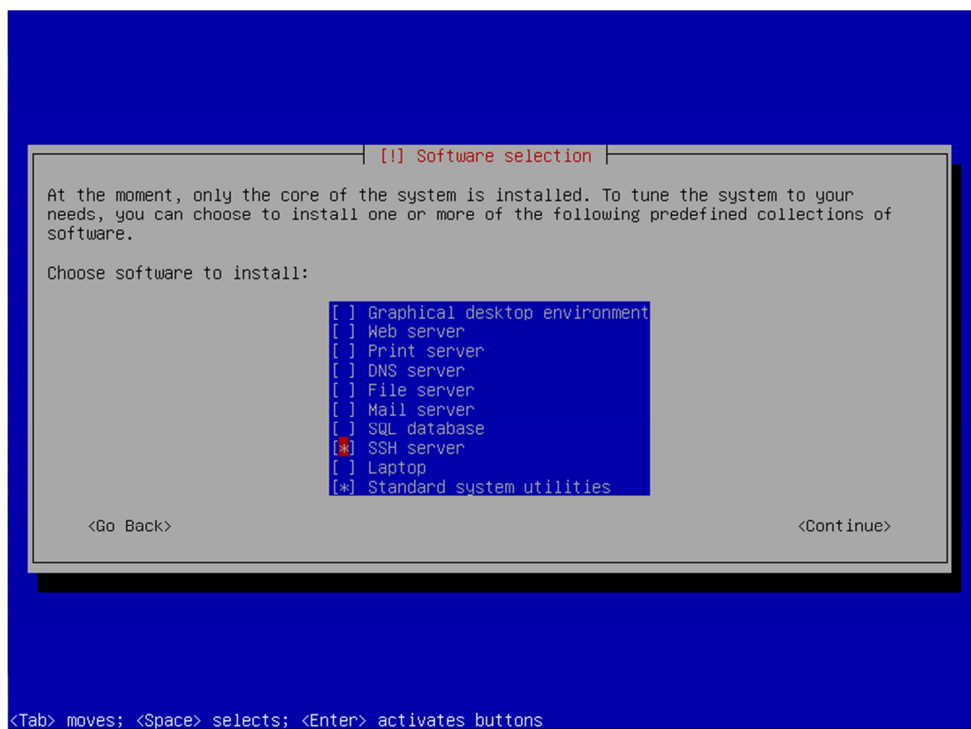 [!] Software selection
At the moment, only the core of the system is installed. To tune the system to your
needs, you can choose to install one or more of the following predefined collections of
software.
Choose software to install:
[ ] Graphical desktop environment
[ ] Web server
[ ] Print server
[ ] DNS server
[ ] File server
[ ] Mail server
[ ] SQL database
[*] SSH server
[ ] Laptop
[*] Standard system utilities
<Go Back> <Continue>
<Tab> moves; <Space> selects; <Enter> activates buttons